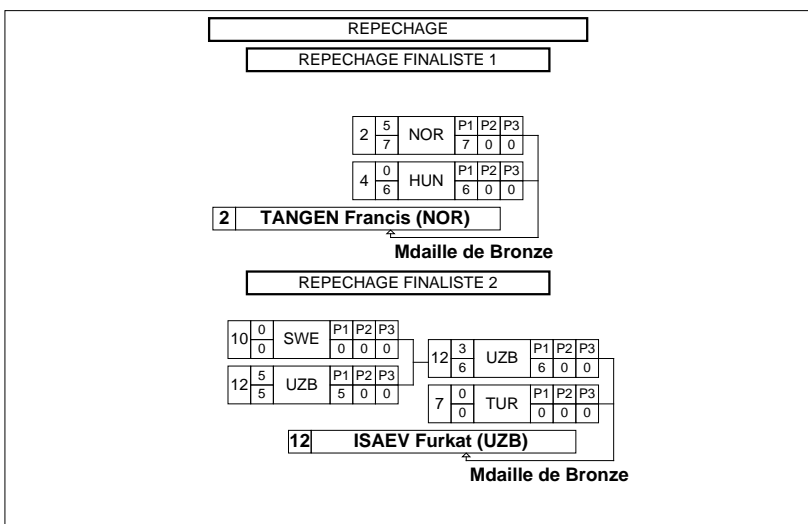 REPECHAGE
REPECHAGE FINALISTE 1
2 5 7 NOR P1 P2 P3
7 0 0
4 0 6 HUN P1 P2 P3
6 0 0
2 TANGEN Francis (NOR)
Mdaille de Bronze
REPECHAGE FINALISTE 2
10 0 0 SWE P1 P2 P3
0 0 0
12 5 5 UZB P1 P2 P3
5 0 0
12 3 6 UZB P1 P2 P3
6 0 0
7 0 0 TUR P1 P2 P3
0 0 0
12 ISAEV Furkat (UZB)
Mdaille de Bronze